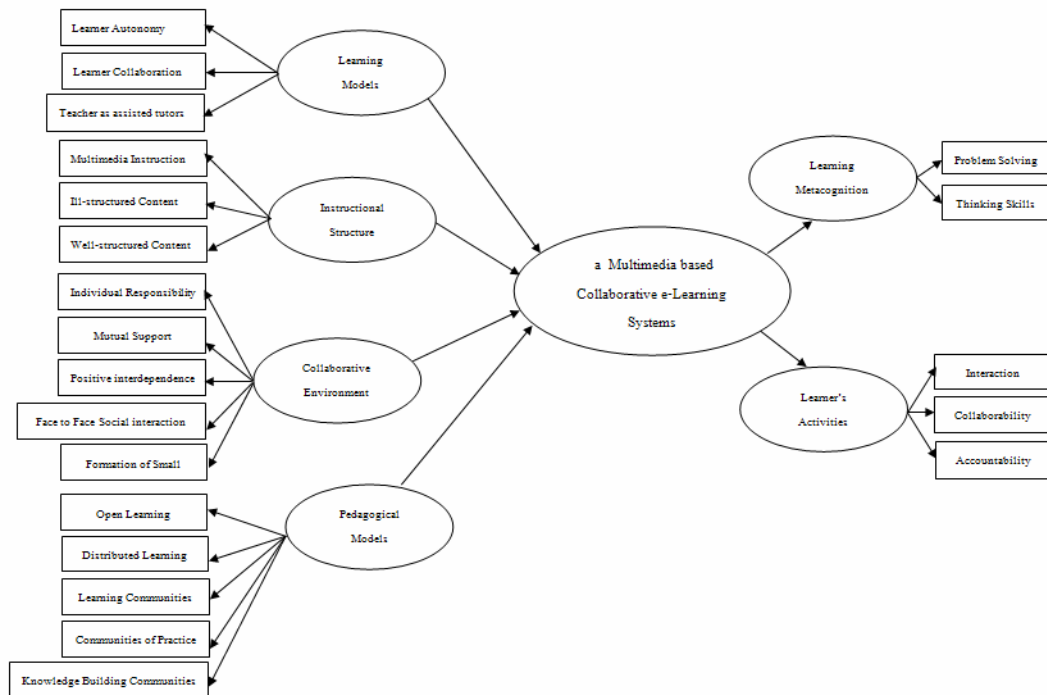 Learner Autonomy
Learner Collaboration
Teacher as assisted tutors
Learning
Models
Multimedia Instruction
Ill-structured Content
Well-structured Content
Instructional
Structure
Individual Responsibility
Mutual Support
Positive interdependence
Face to Face Social interaction
Formation of Small
Collaborative
Environment
Open Learning
Distributed Learning
Learning Communities
Communities of Practice
Knowledge Building Communities
Pedagogical
Models
a Multimedia based
Collaborative e-Learning
Systems
Learning
Metacognition
Problem Solving
Thinking Skills
Learner's
Activities
Interaction
Collaborability
Accountability